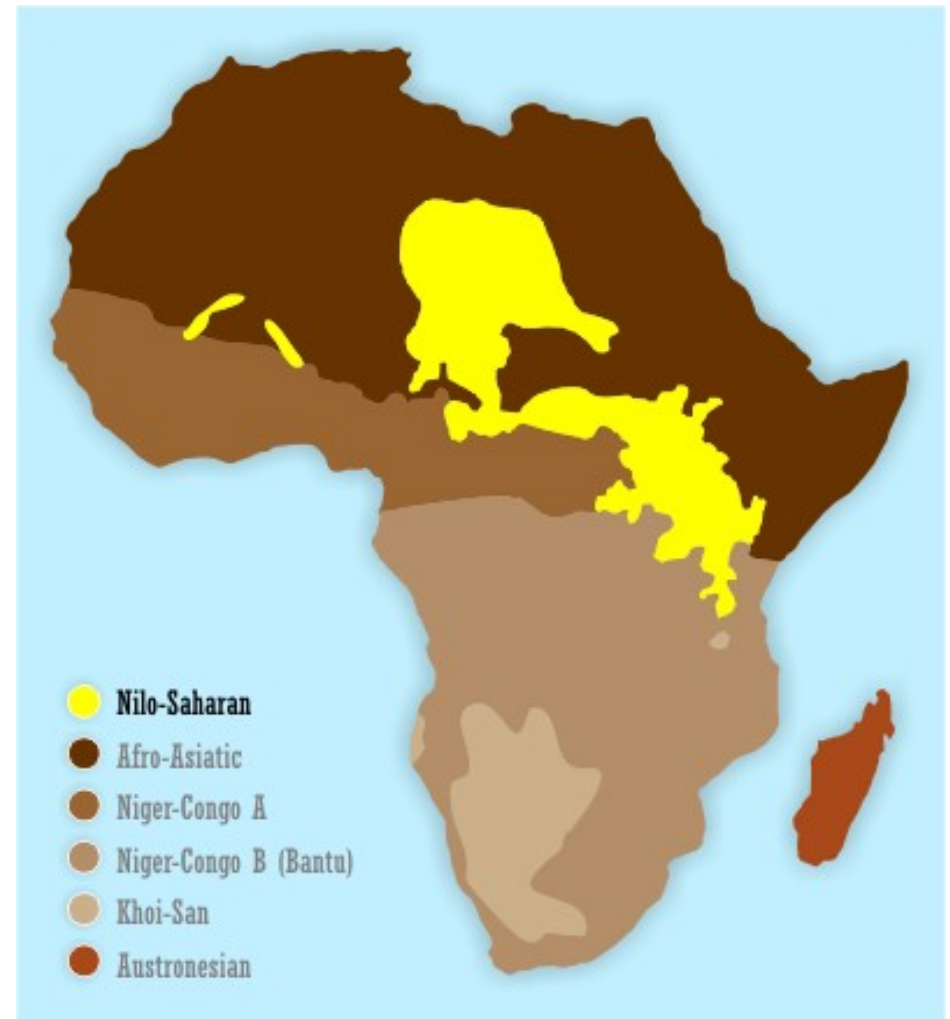 Nilo-Saharan
Afro-Asiatic
Niger-Congo A
Niger-Congo B (Bantu)
Khoi-San
Austronesian